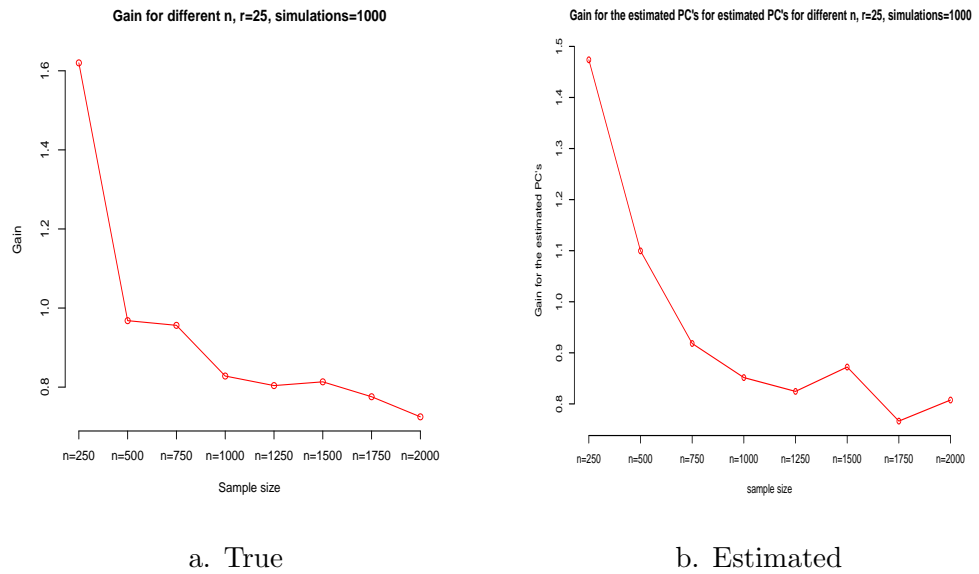 Gain for different n, r=25, simulations=1000
Gain
1.6
1.4
1.2
1.0
0.8
n=250 n=500 n=750 n=1000 n=1250 n=1500 n=1750 n=2000
Sample size
a. True
Gain for the estimated PC's for estimated PC's for different n, r=25, simulations=1000
Gain for the estimated PC's
1.5
1.4
1.3
1.2
1.1
1.0
0.9
0.8
n=250 n=500 n=750 n=1000 n=1250 n=1500 n=1750 n=2000
sample size
b. Estimated